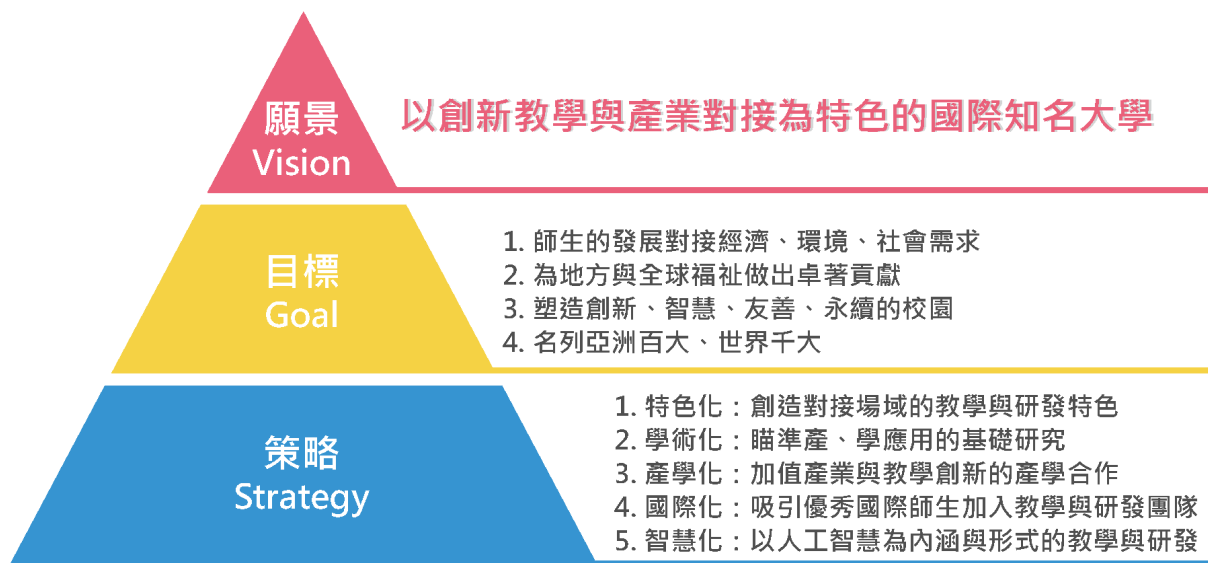 願景
Vision
以創新教學與產業對接為特色的國際知名大學
目標
Goal
1. 師生的發展對接經濟、環境、社會需求
2. 為地方與全球福祉做出卓著貢獻
3. 塑造創新、智慧、友善、永續的校園
4. 名列亞洲百大、世界千大
策略
Strategy
1. 特色化：創造對接場域的教學與研發特色
2. 學術化：瞄準產、學應用的基礎研究
3. 產學化：加值產業與教學創新的產學合作
4. 國際化：吸引優秀國際師生加入教學與研發團隊
5. 智慧化：以人工智慧為內涵與形式的教學與研發